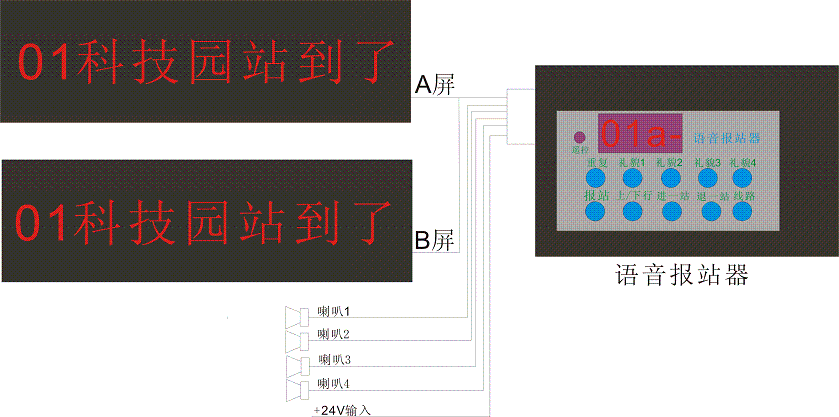 01科技园站到了
A屏
01科技园站到了
B屏
喇叭1
喇叭2
喇叭3
喇叭4
+24V输入
01a-
语音报站器
遥控
重复 礼貌1 礼貌2 礼貌3 礼貌4
报站 上/下行 进一站 退一站 线路
语音报站器